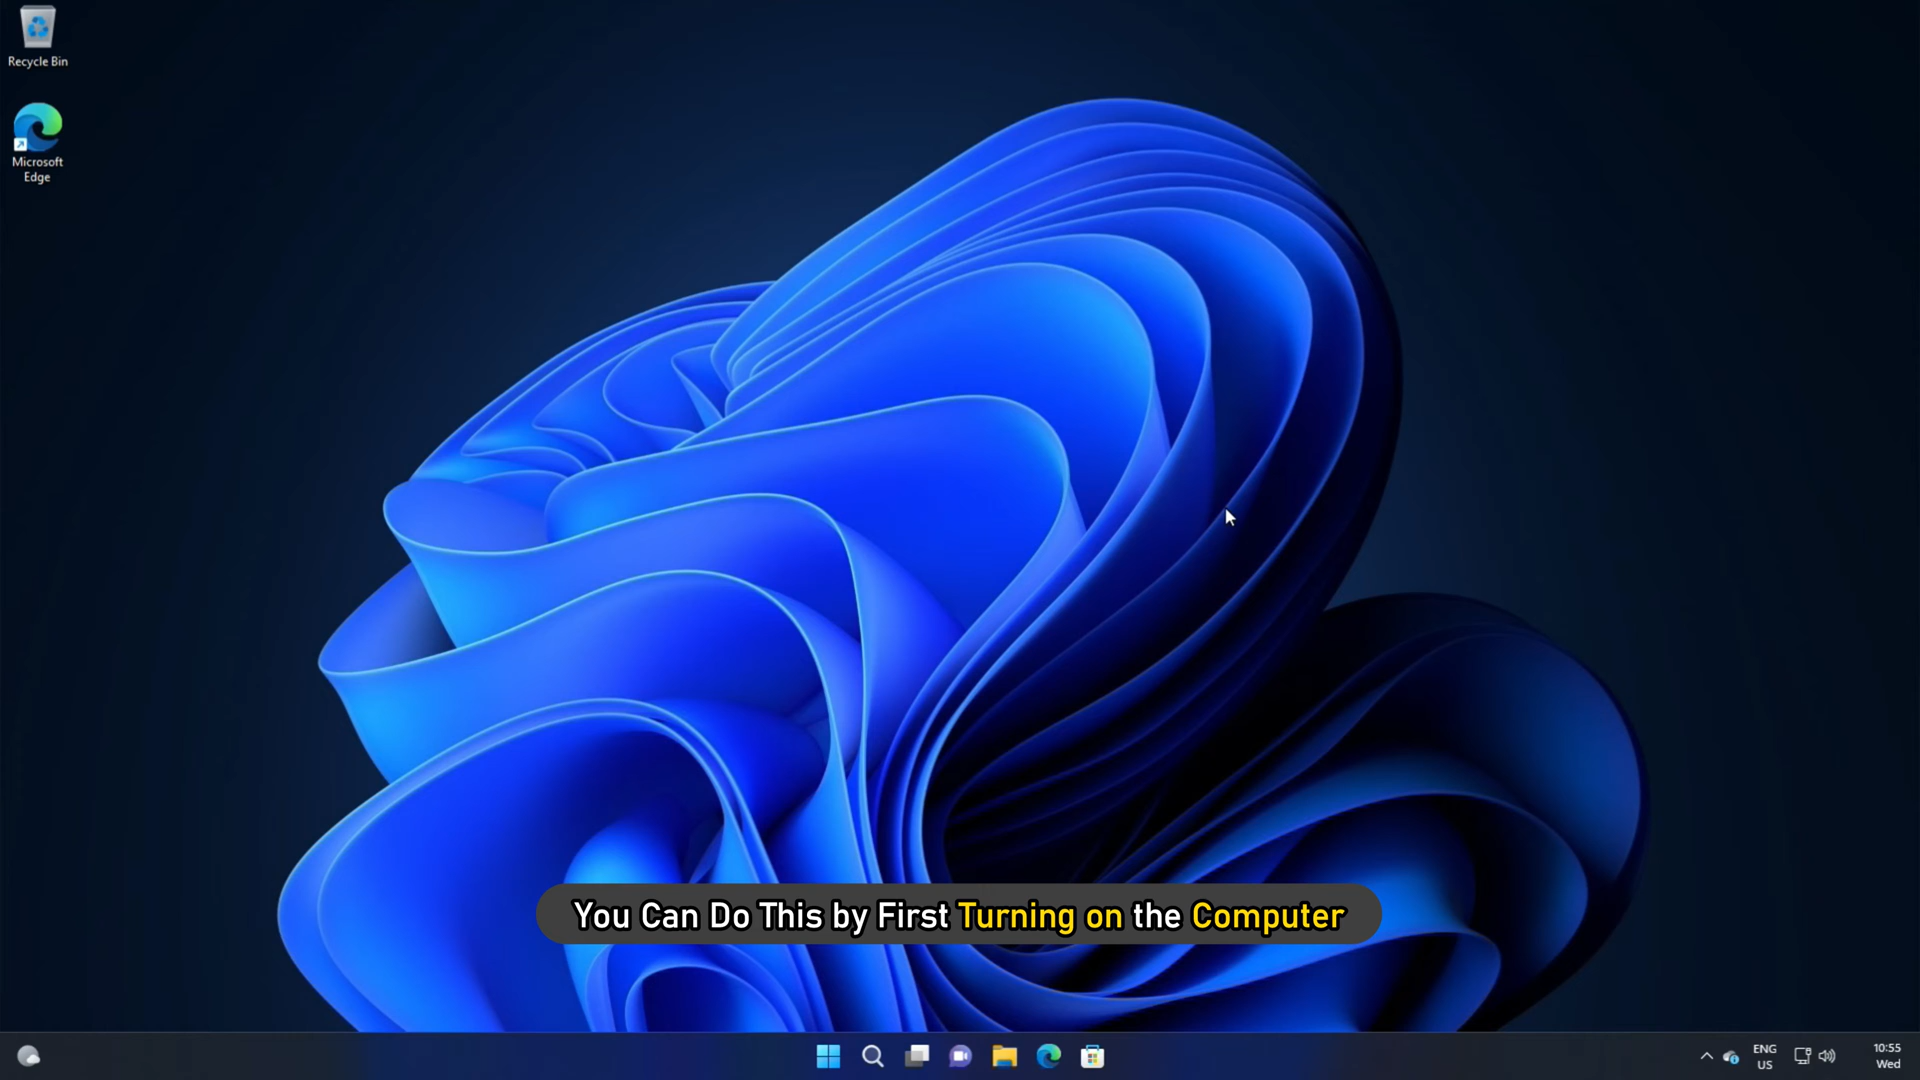 Recycle Bin
Microsoft
Edge
You Can Do This by First Turning on the Computer
ENG
US
10:55
Wed